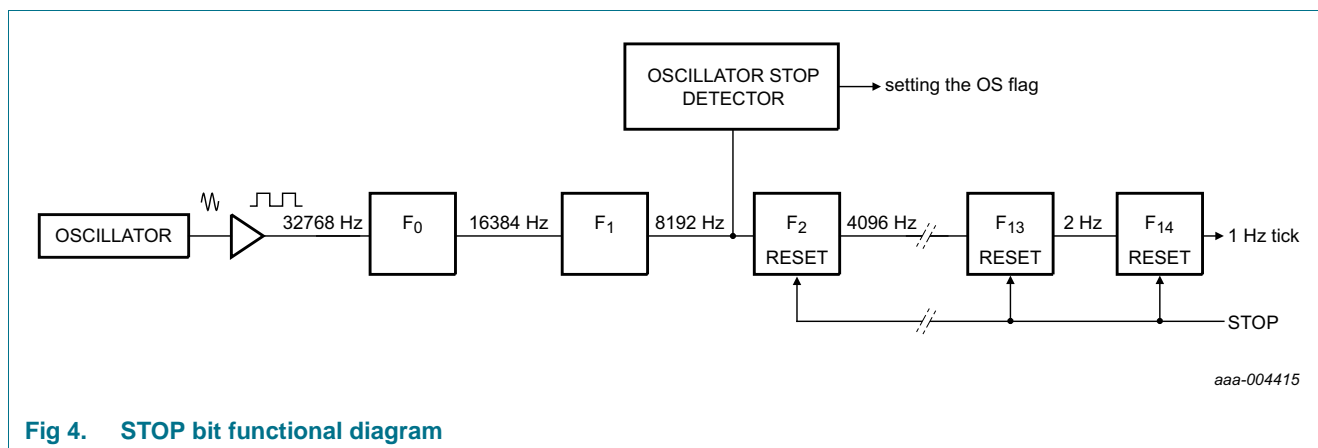 OSCILLATOR STOP
DETECTOR
setting the OS flag
OSCILLATOR
32768 Hz
F0
16384 Hz
F1
8192 Hz
F2
RESET
4096 Hz
F13
RESET
2 Hz
F14
RESET
1 Hz tick
STOP
aaa-004415
Fig 4. STOP bit functional diagram